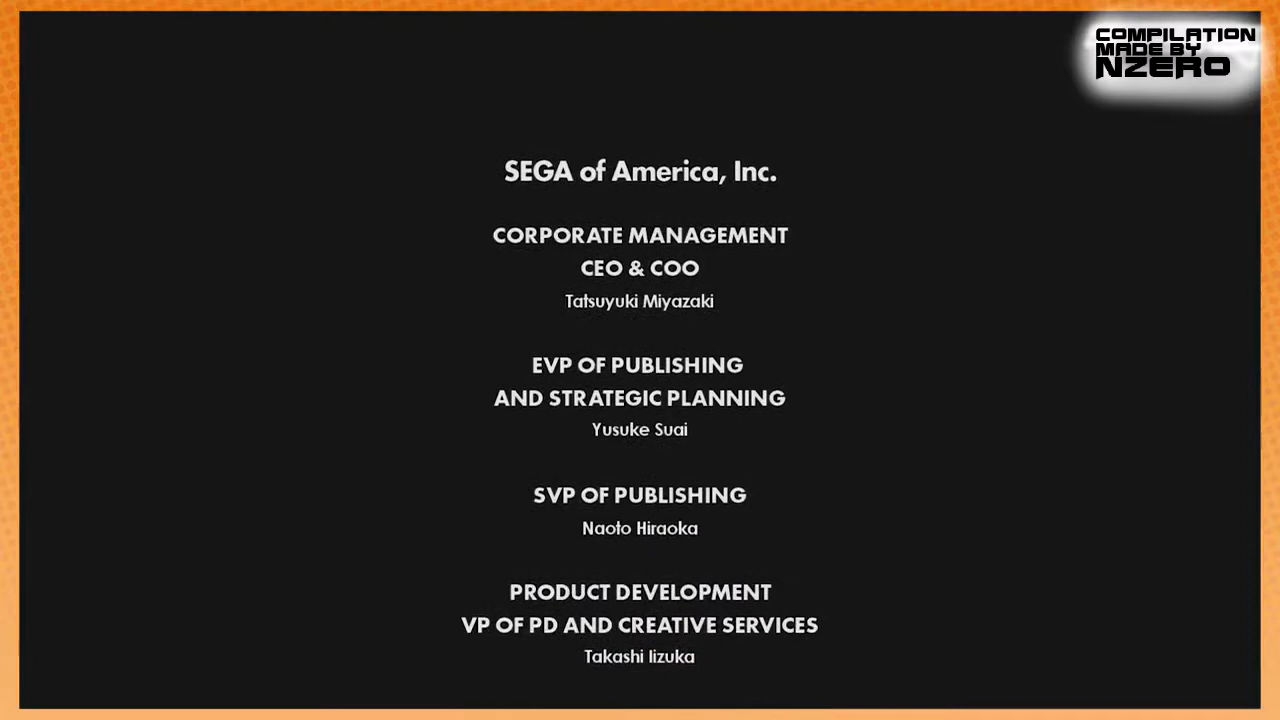 COMPILATION
MADE BY
NZERO
SEGA of America, Inc.
CORPORATE MANAGEMENT
CEO & COO
Tatsuyuki Miyazaki
EVP OF PUBLISHING
AND STRATEGIC PLANNING
Yusuke Suai
SVP OF PUBLISHING
Naoto Hiraoka
PRODUCT DEVELOPMENT
VP OF PD AND CREATIVE SERVICES
Takashi Iizuka